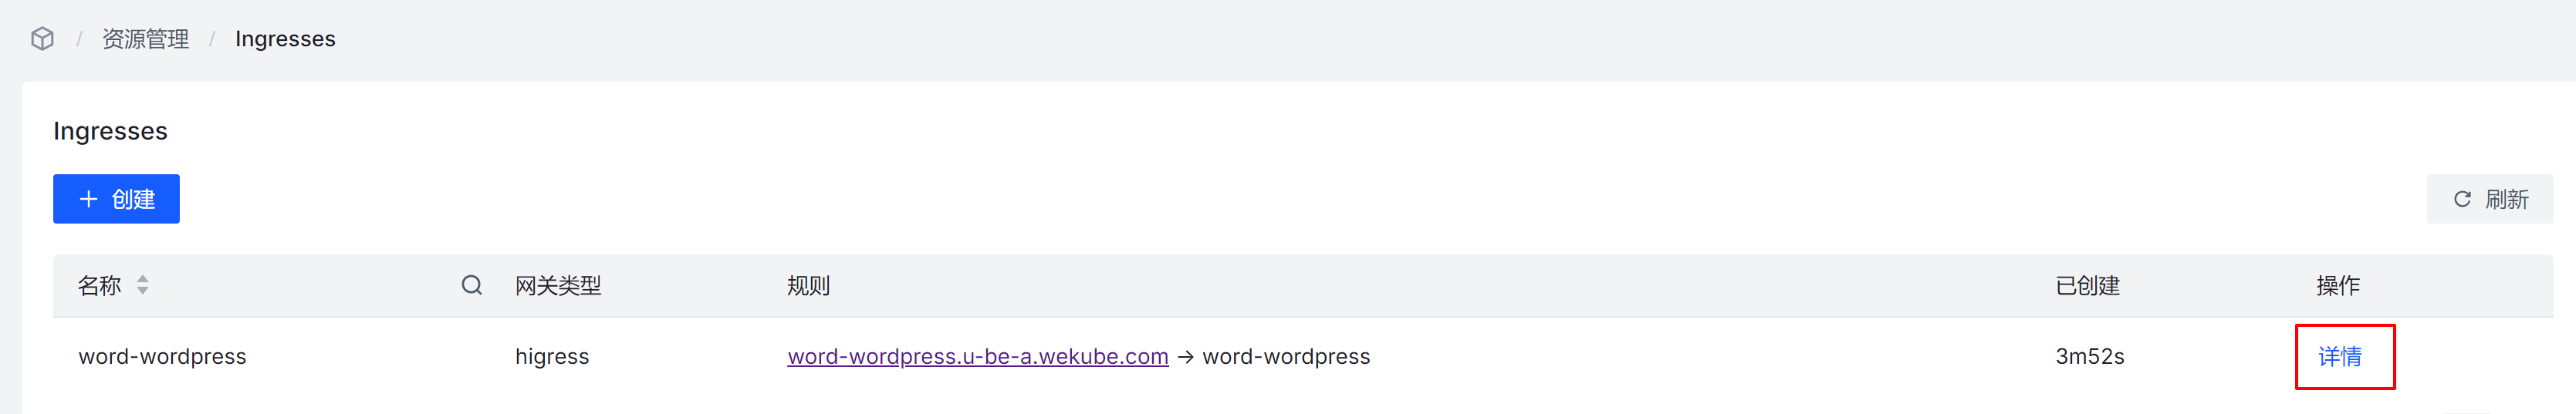 / 资源管理 / Ingresses
Ingresses
+ 创建
刷新
名称 网关类型 规则 已创建 操作
word-wordpress higress word-wordpress.u-be-a.wekube.com → word-wordpress 3m52s 详情